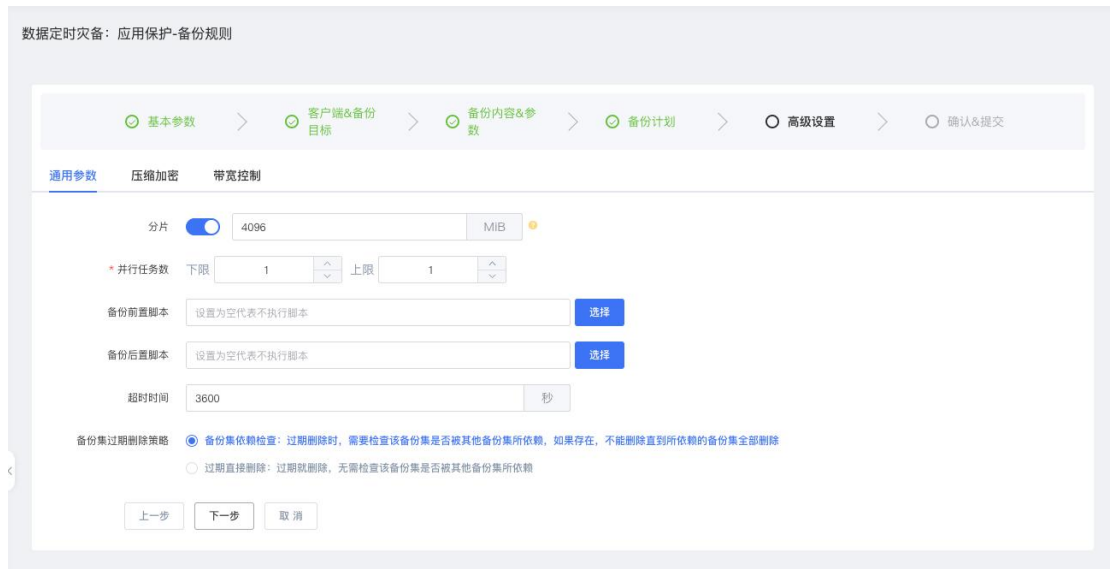 数据定时灾备：应用保护-备份规则
基本参数
客户端&备份
目标
备份内容&参
数
备份计划
高级设置
确认&提交
通用参数 压缩加密 带宽控制
分片 4096 MiB
* 并行任务数 下限 1 上限 1
备份前置脚本 设置为空代表不执行脚本 选择
备份后置脚本 设置为空代表不执行脚本 选择
超时时间 3600 秒
备份集过期删除策略 备份集依赖检查：过期删除时，需要检查该备份集是否被其他备份集所依赖，如果存在，不能删除直到所依赖的备份集全部删除
过期直接删除：过期就删除，无需检查该备份集是否被其他备份集所依赖
上一步 下一步 取 消